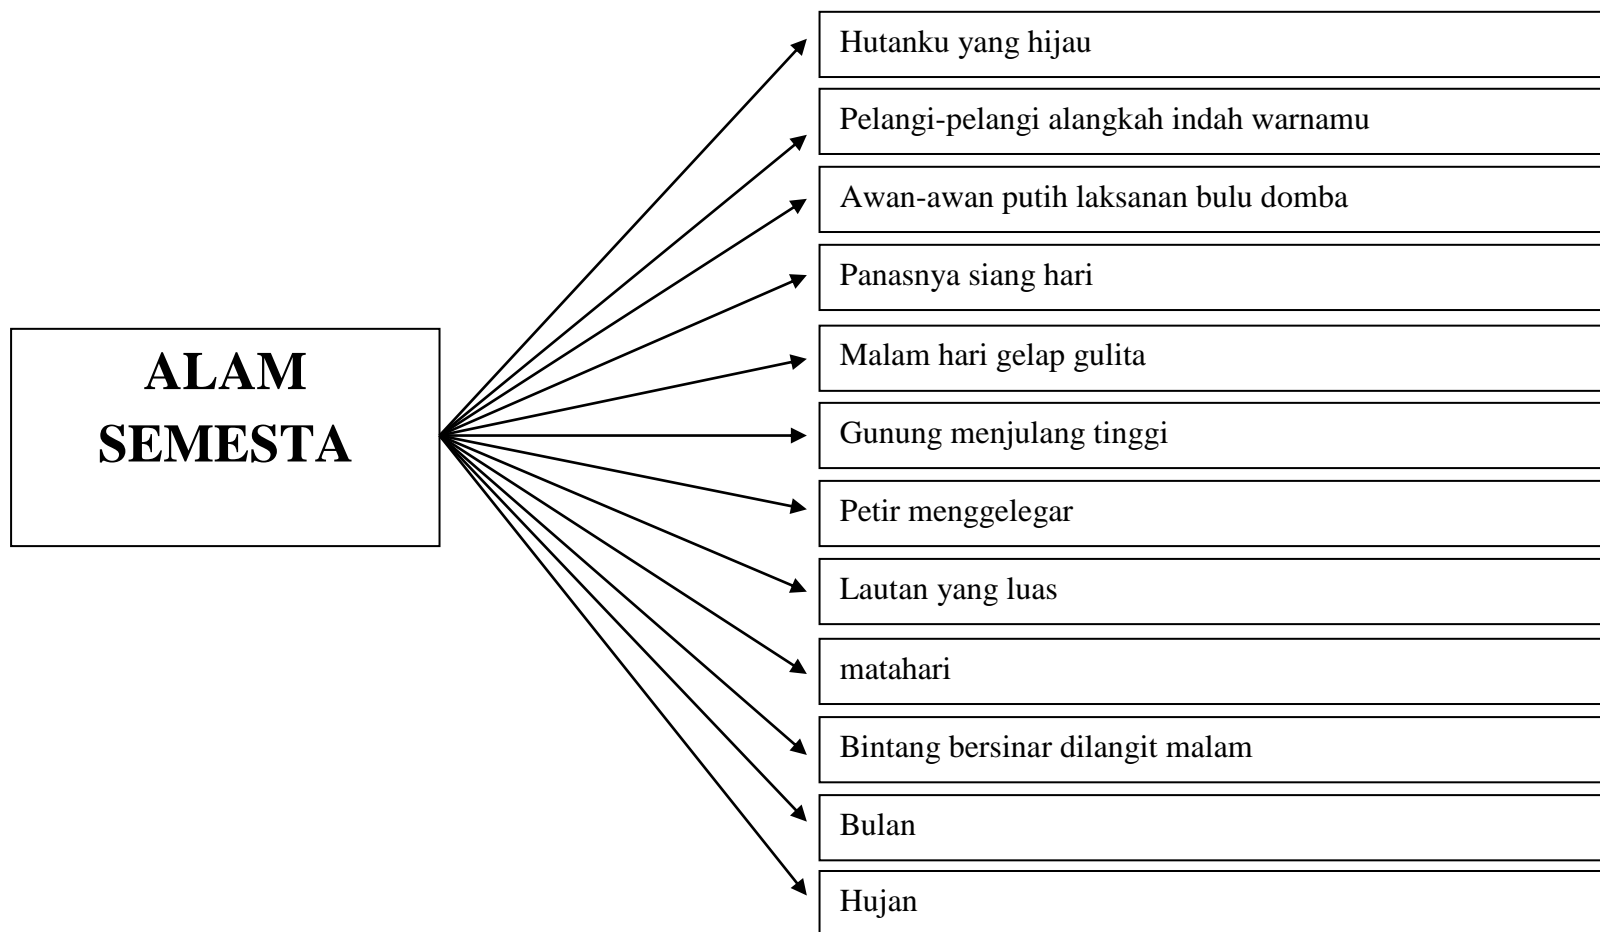 ALAM
SEMESTA
Hutanku yang hijau
Pelangi-pelangi alangkah indah warnamu
Awan-awan putih laksanan bulu domba
Panasnya siang hari
Malam hari gelap gulita
Gunung menjulang tinggi
Petir menggelegar
Lautan yang luas
matahari
Bintang bersinar dilangit malam
Bulan
Hujan